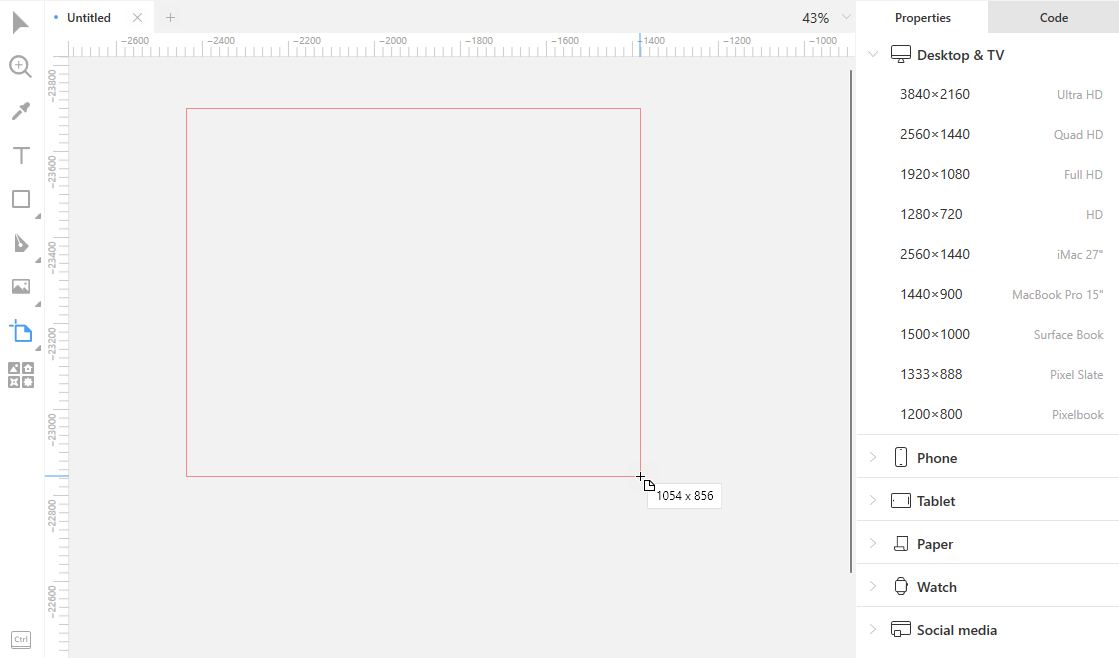 Untitled
43%
Properties
Code
−2600
−2400
−2200
−2000
−1800
−1600
−1400
−1200
−1000
Desktop & TV
−23800
3840×2160 Ultra HD
2560×1440 Quad HD
−23600
1920×1080 Full HD
1280×720 HD
−23400
2560×1440 iMac 27"
1440×900 MacBook Pro 15"
−23200
1500×1000 Surface Book
1333×888 Pixel Slate
−23000
1200×800 Pixelbook
Phone
1054 x 856
Tablet
−22800
Paper
−22600
Watch
Social media
Ctrl